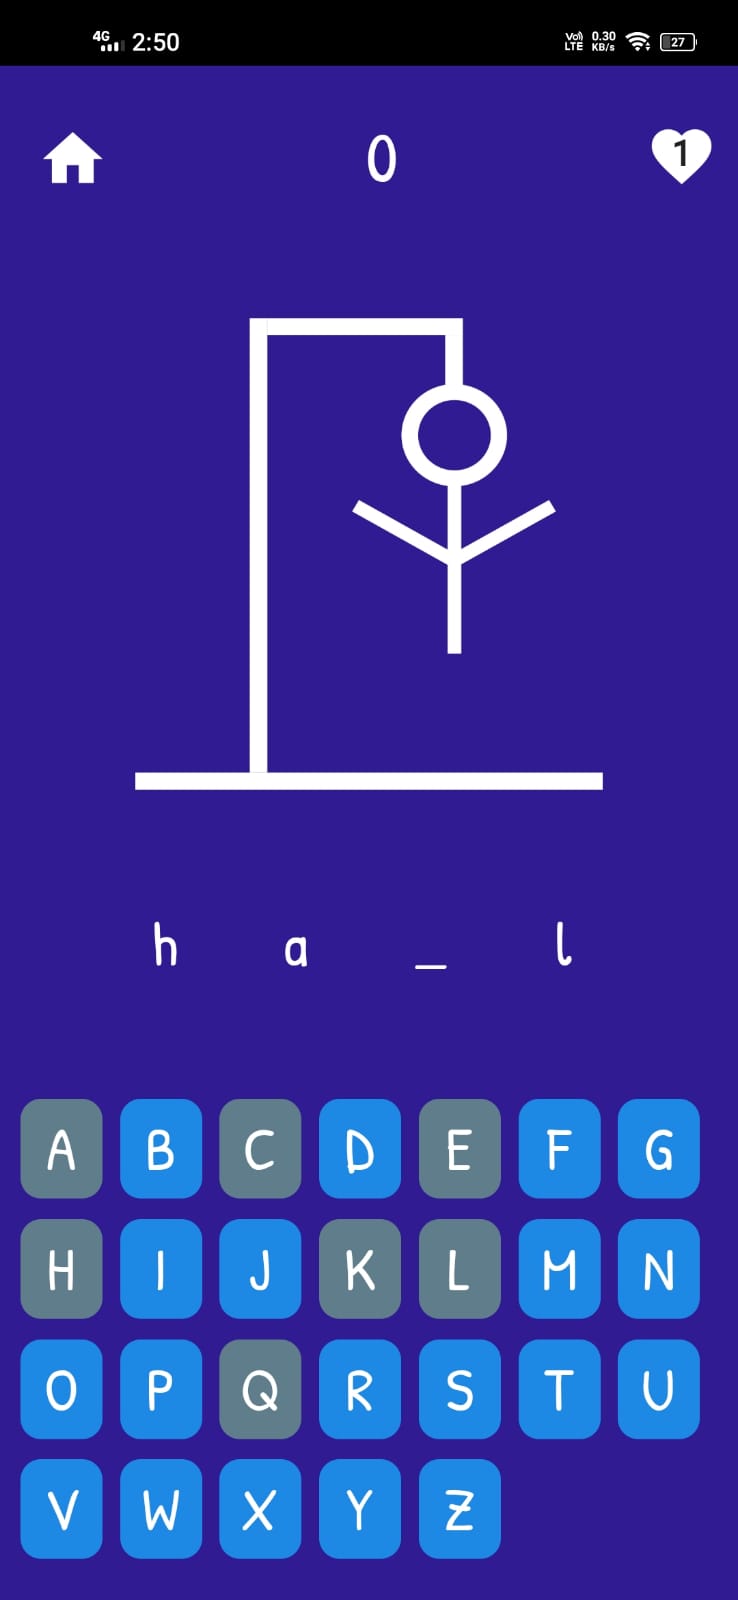 4G 2:50 Vo) LTE 0.30 KB/s 27
0 1
h a _ l
A B C D E F G
H I J K L M N
O P Q R S T U
V W X Y Z